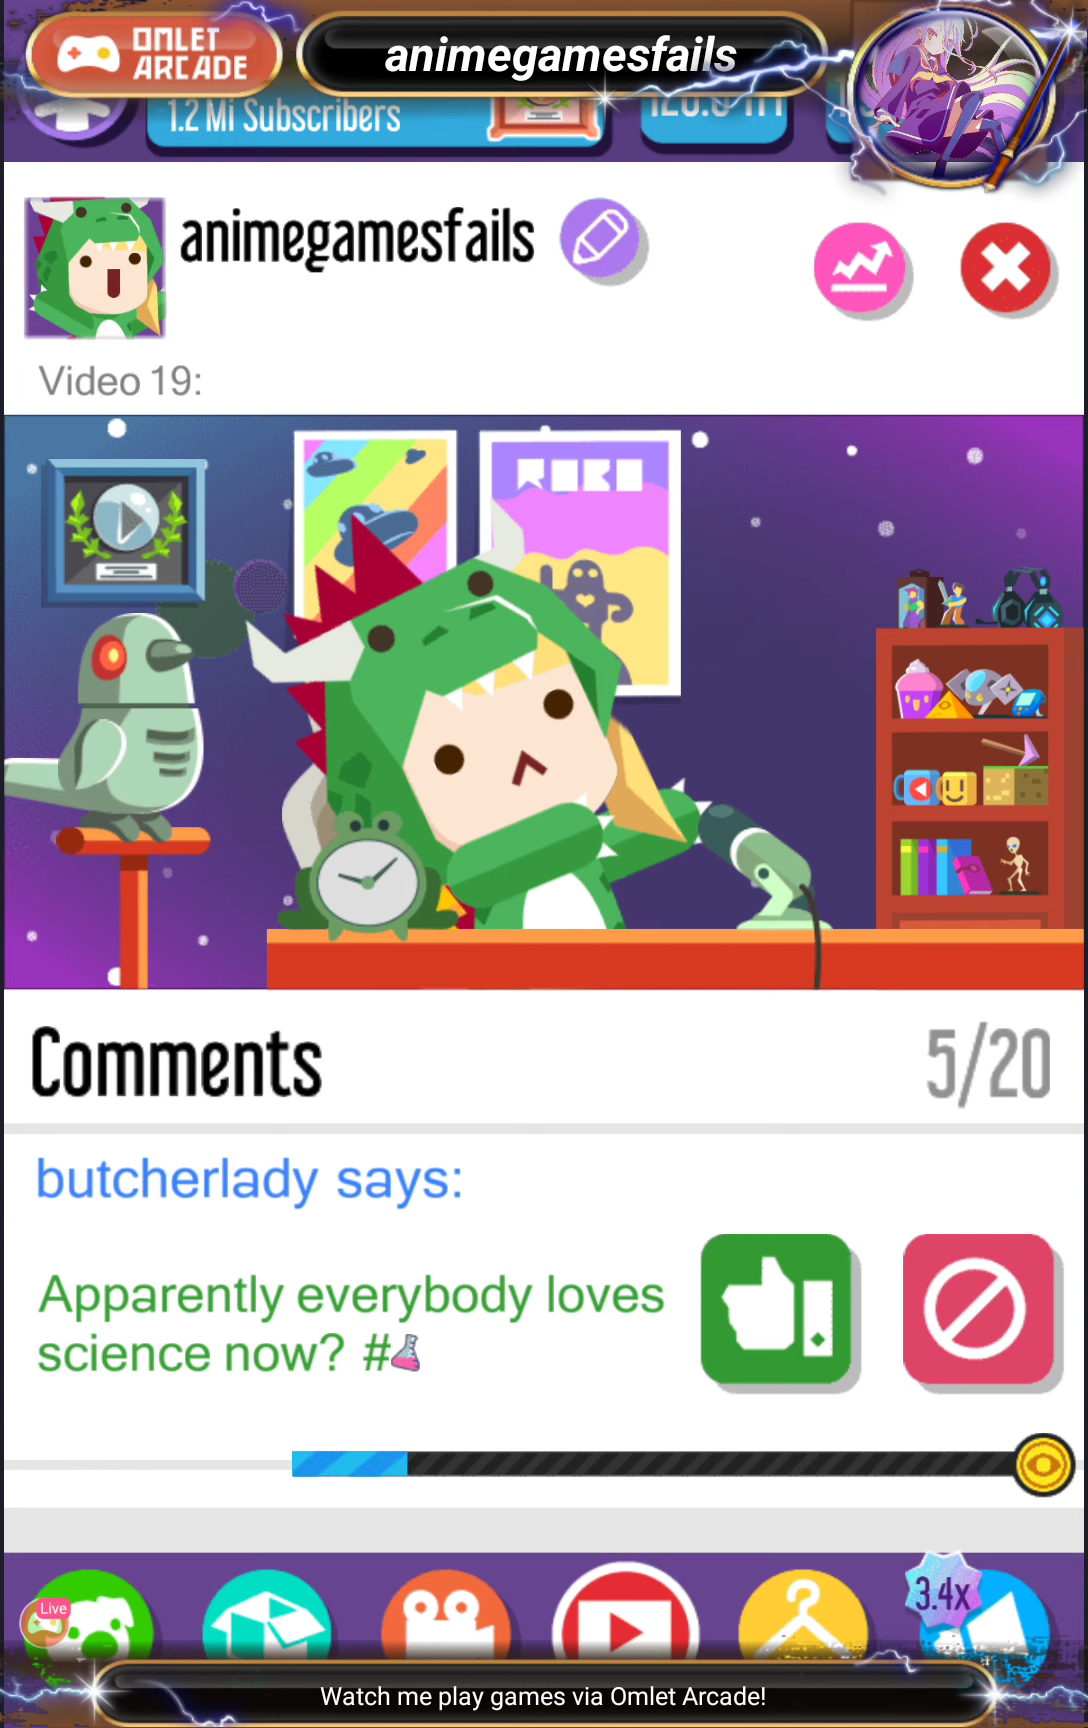 OMLET
ARCADE
animegamesfails
1.2 Mi Subscribers
animegamesfails
Video 19:
Comments
5/20
butcherlady says:
Apparently everybody loves
science now? #
3.4x
Live
Watch me play games via Omlet Arcade!